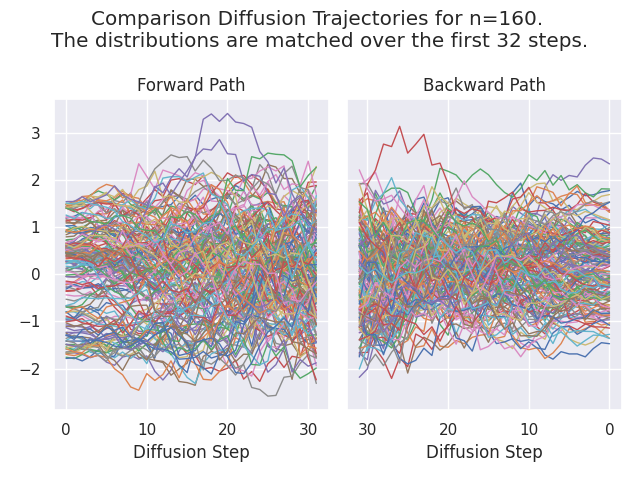 Comparison Diffusion Trajectories for n=160.
The distributions are matched over the first 32 steps.
Forward Path
Backward Path
3
2
1
0
−1
−2
0 10 20 30
30 20 10 0
Diffusion Step
Diffusion Step